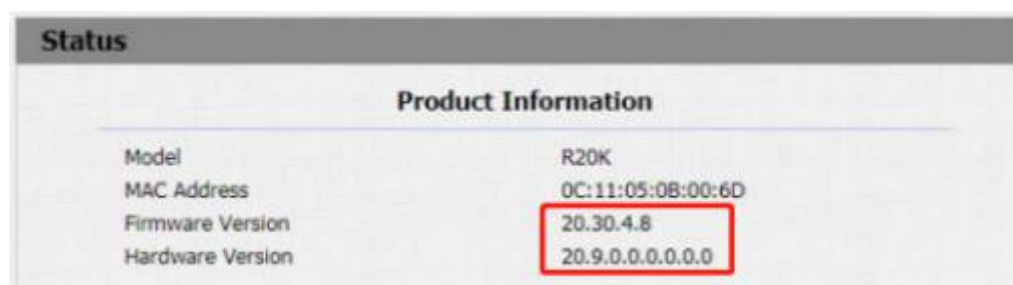 Status
Product Information
Model R20K
MAC Address 0C:11:05:0B:00:6D
Firmware Version 20.30.4.8
Hardware Version 20.9.0.0.0.0.0.0